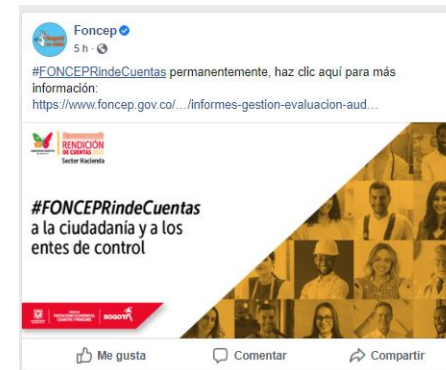 Foncep
5 h ·
#FONCEPRindeCuentas permanentemente, haz clic aquí para más
información:
https://www.foncep.gov.co/…/informes-gestion-evaluacion-aud…
RENDICIÓN
DE CUENTAS
Sector Hacienda
#FONCEPRindeCuentas
a la ciudadanía y a los
entes de control
BOGOTÁ
Me gusta
Comentar
Compartir